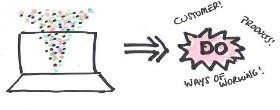 CUSTOMER!
PRODUCT!
DO
WAYS OF
WORKING!